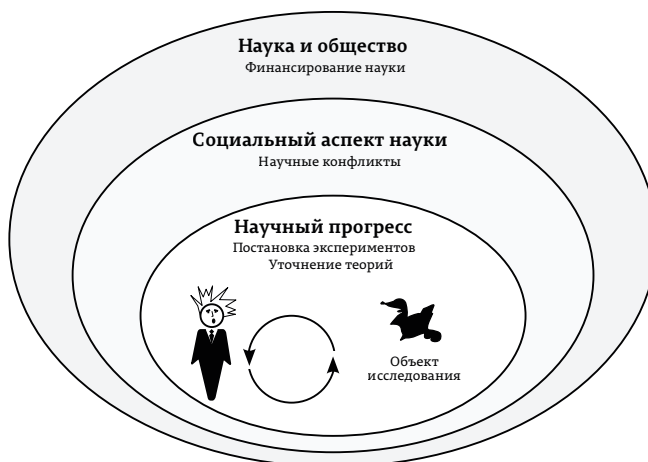 Наука и общество
Финансирование науки
Социальный аспект науки
Научные конфликты
Научный прогресс
Постановка экспериментов
Уточнение теорий
Объект
исследования